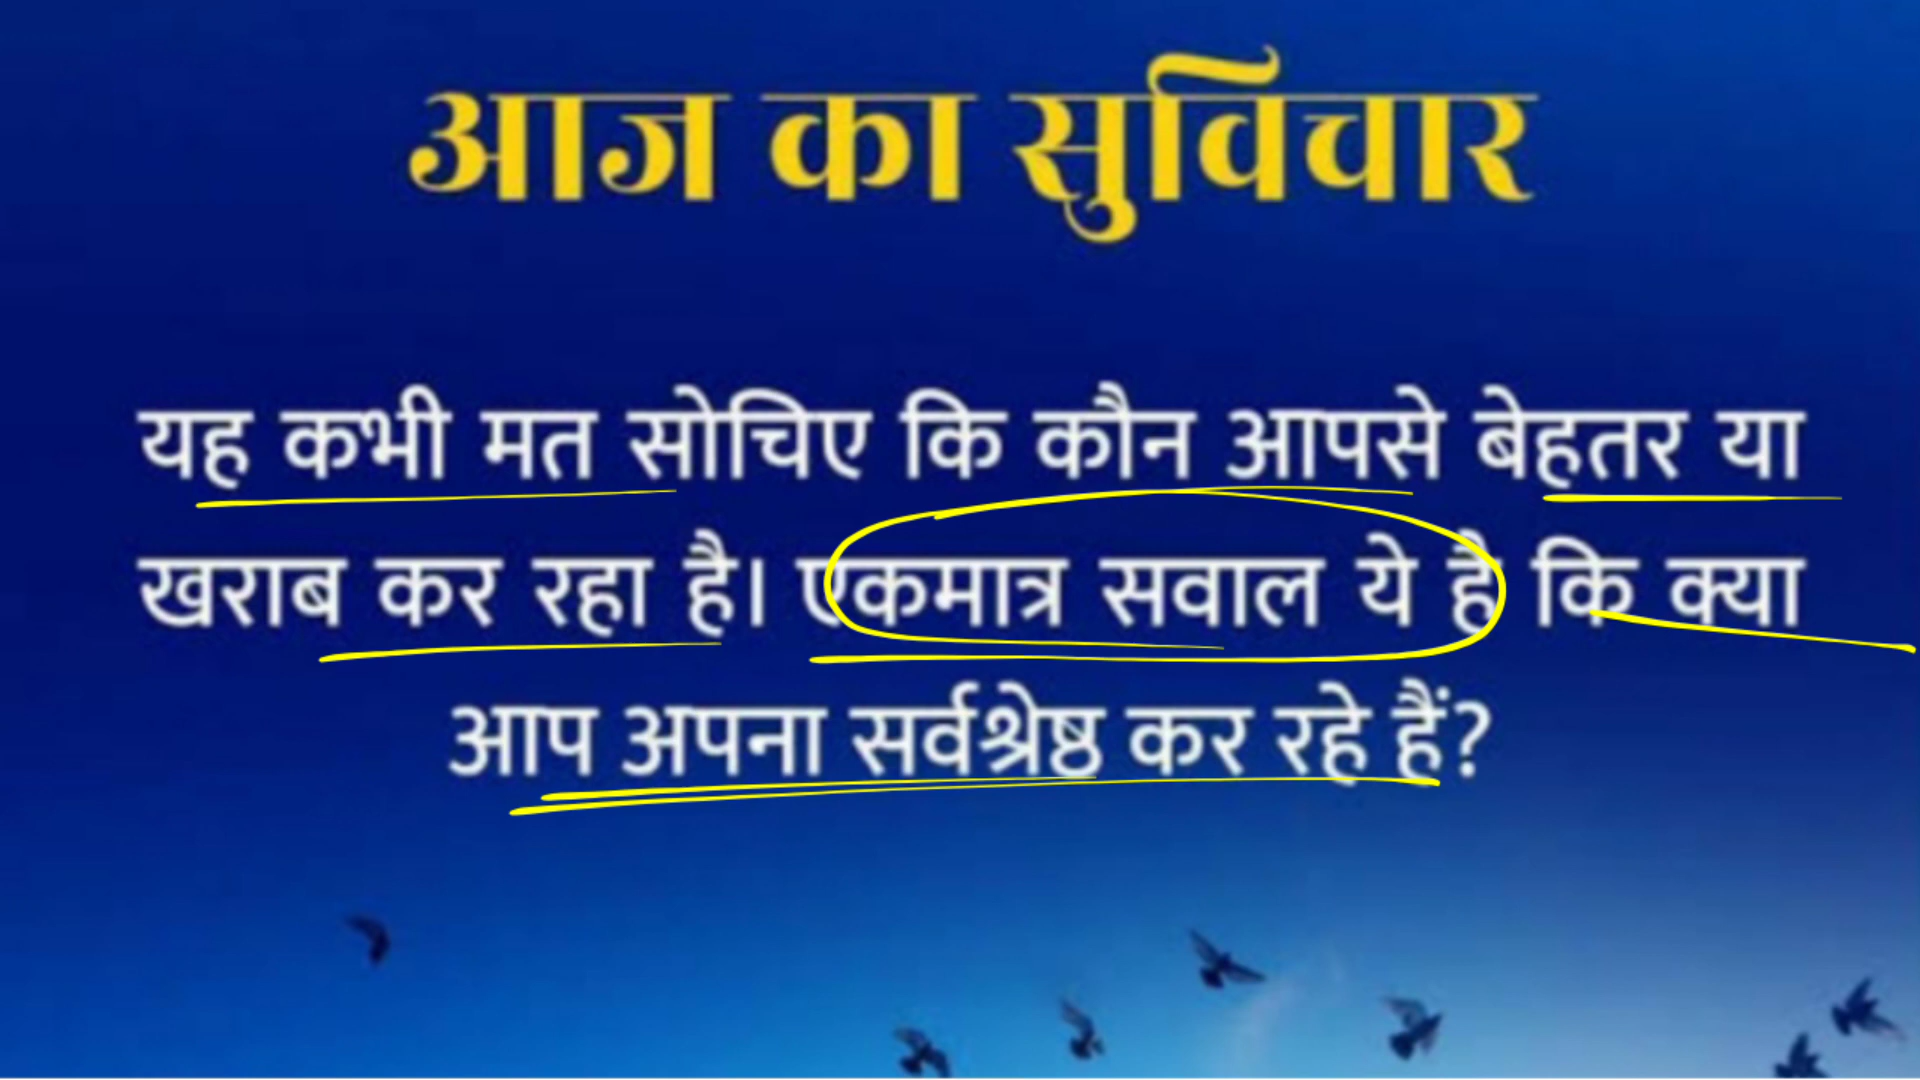 आज का सुविचार
यह कभी मत सोचिए कि कौन आपसे बेहतर या
खराब कर रहा है। एकमात्र सवाल ये है कि क्या
आप अपना सर्वश्रेष्ठ कर रहे हैं?